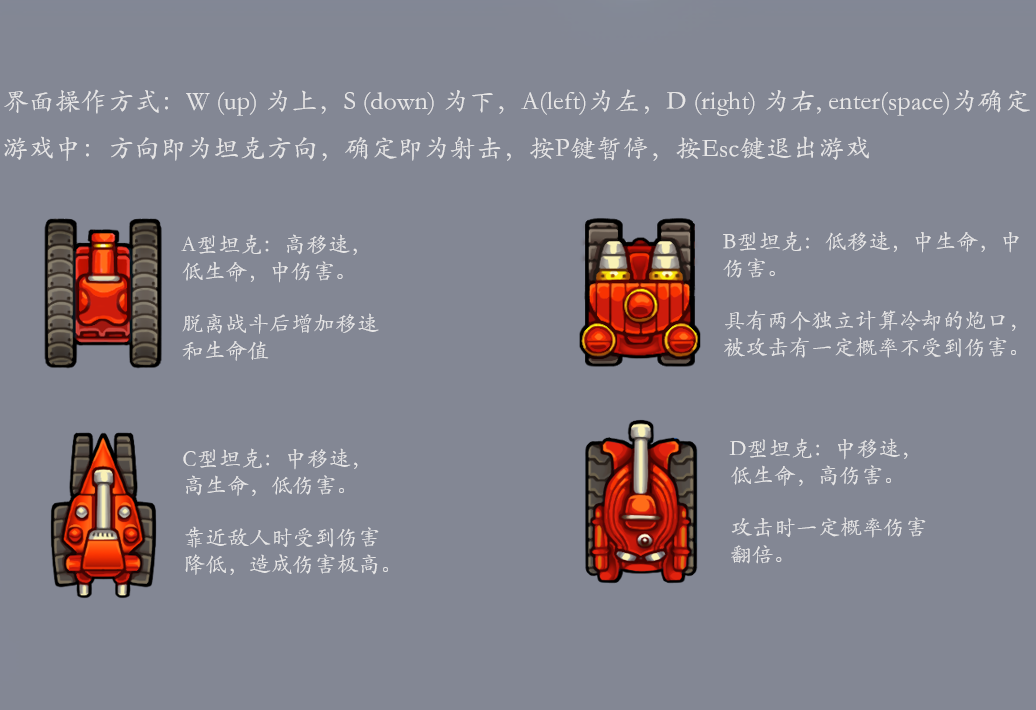 界面操作方式：W (up) 为上，S (down) 为下，A(left)为左，D (right) 为右, enter(space)为确定
游戏中：方向即为坦克方向，确定即为射击，按P键暂停，按Esc键退出游戏
A型坦克：高移速，
低生命，中伤害。
脱离战斗后增加移速
和生命值
B型坦克：低移速，中生命，中
伤害。
具有两个独立计算冷却的炮口，
被攻击有一定概率不受到伤害。
C型坦克：中移速，
高生命，低伤害。
靠近敌人时受到伤害
降低，造成伤害极高。
D型坦克：中移速，
低生命，高伤害。
攻击时一定概率伤害
翻倍。